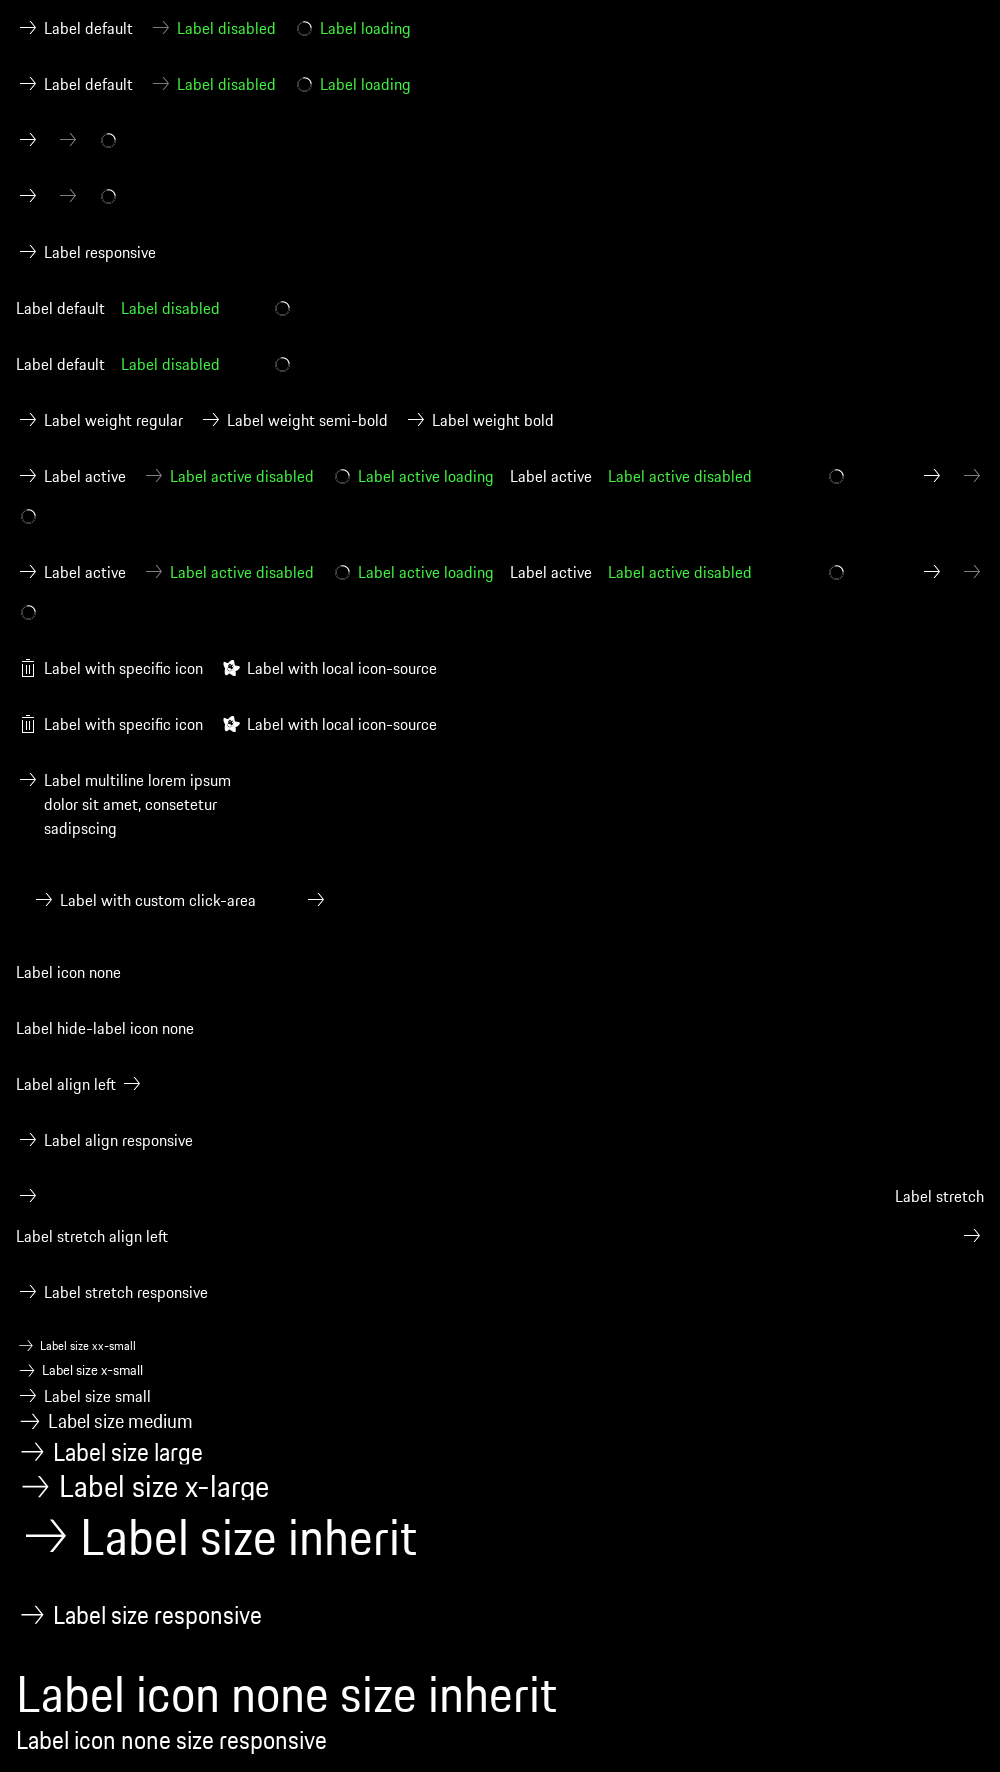 Label default Label disabled Label loading
Label default Label disabled Label loading
Label responsive
Label default Label disabled
Label default Label disabled
Label weight regular Label weight semi-bold Label weight bold
Label active Label active disabled Label active loading Label active Label active disabled
Label active Label active disabled Label active loading Label active Label active disabled
Label with specific icon Label with local icon-source
Label with specific icon Label with local icon-source
Label multiline lorem ipsum
dolor sit amet, consetetur
sadipscing
Label with custom click-area
Label icon none
Label hide-label icon none
Label align left
Label align responsive
Label stretch
Label stretch align left
Label stretch responsive
Label size xx-small
Label size x-small
Label size small
Label size medium
Label size large
Label size x-large
Label size inherit
Label size responsive
Label icon none size inherit
Label icon none size responsive